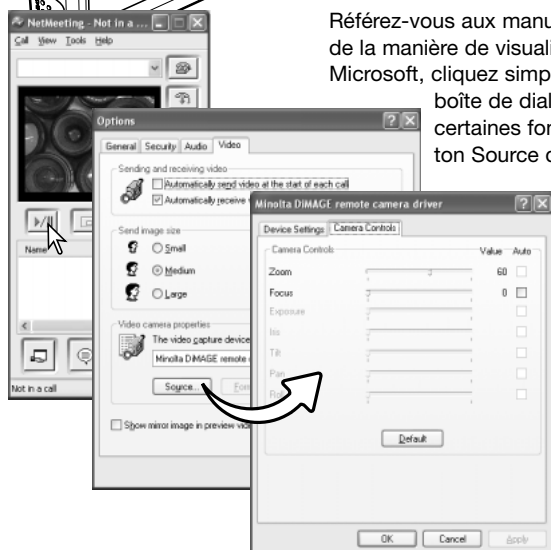 Référez-vous aux manu
de la manière de visuali
Microsoft, cliquez simp
boîte de dial
certaines for
ton Source d
NetMeeting - Not in a ...
Call View Tools Help
Name
Not in a call
Options
General Security Audio Video
Sending and receiving video
Automatically send video at the start of each call
Automatically receive
Send image size
Small
Medium
Large
Video camera properties
The video capture device
Minolta DiMAGE remote
Source...
Show mirror image in preview vide
Minolta DiMAGE remote camera driver
Device Settings Camera Controls
Camera Controls Value Auto
Zoom 60
Focus 0
Exposure
Iris
Tilt
Pan
Default
OK Cancel Apply